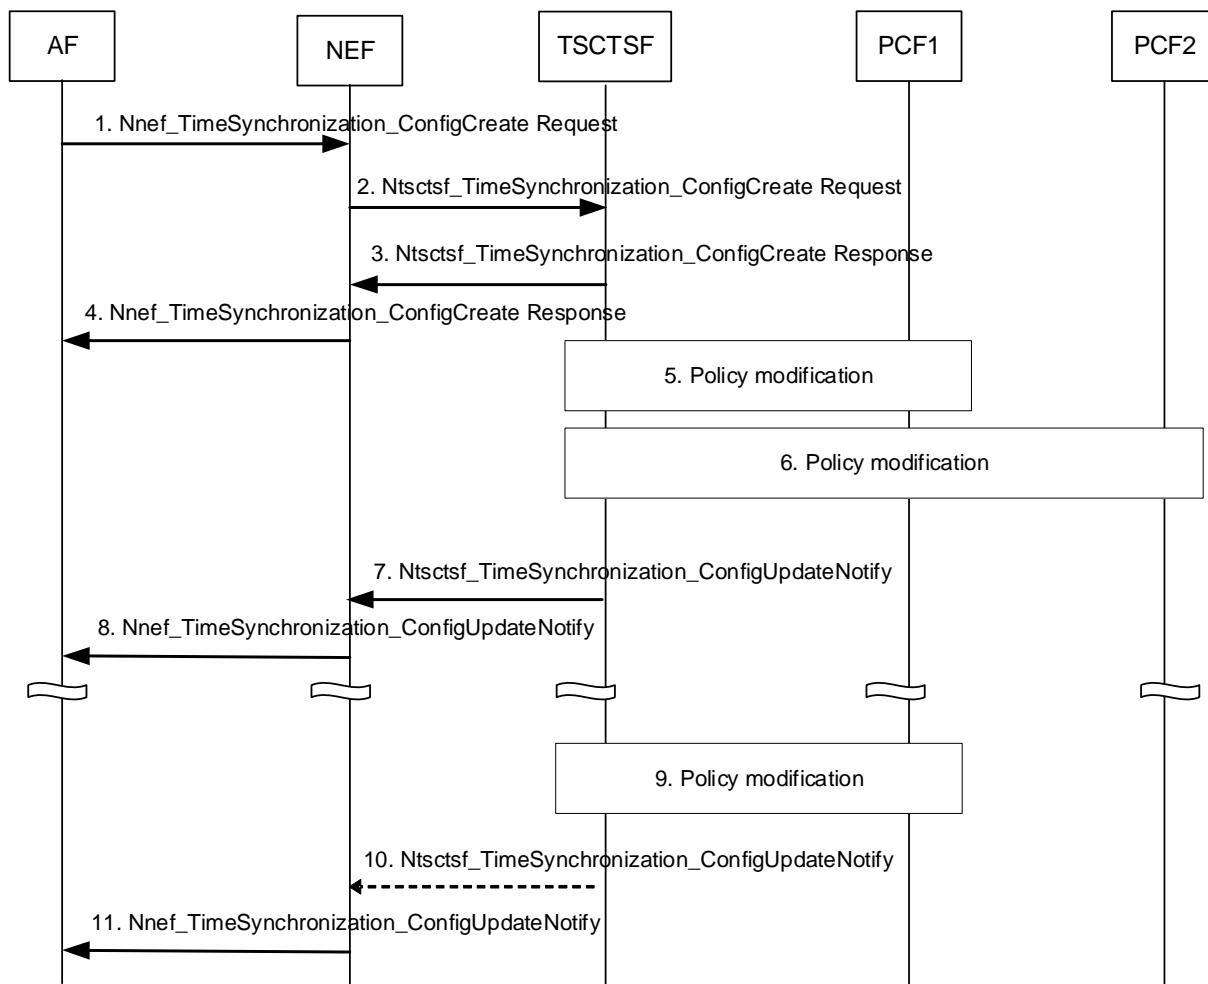 AF
NEF
TSCTSF
PCF1
PCF2
1. Nnef_TimeSynchronization_ConfigCreate Request
2. Ntsctsf_TimeSynchronization_ConfigCreate Request
3. Ntsctsf_TimeSynchronization_ConfigCreate Response
4. Nnef_TimeSynchronization_ConfigCreate Response
5. Policy modification
6. Policy modification
7. Ntsctsf_TimeSynchronization_ConfigUpdateNotify
8. Nnef_TimeSynchronization_ConfigUpdateNotify
9. Policy modification
10. Ntsctsf_TimeSynchronization_ConfigUpdateNotify
11. Nnef_TimeSynchronization_ConfigUpdateNotify